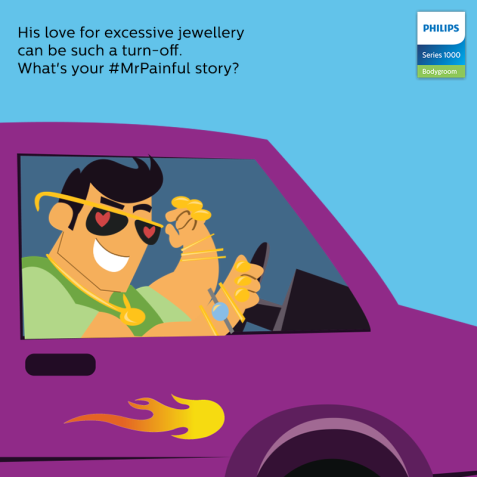 His love for excessive jewellery
can be such a turn-off.
What's your #MrPainful story?
PHILIPS
Series 1000
Bodygroom